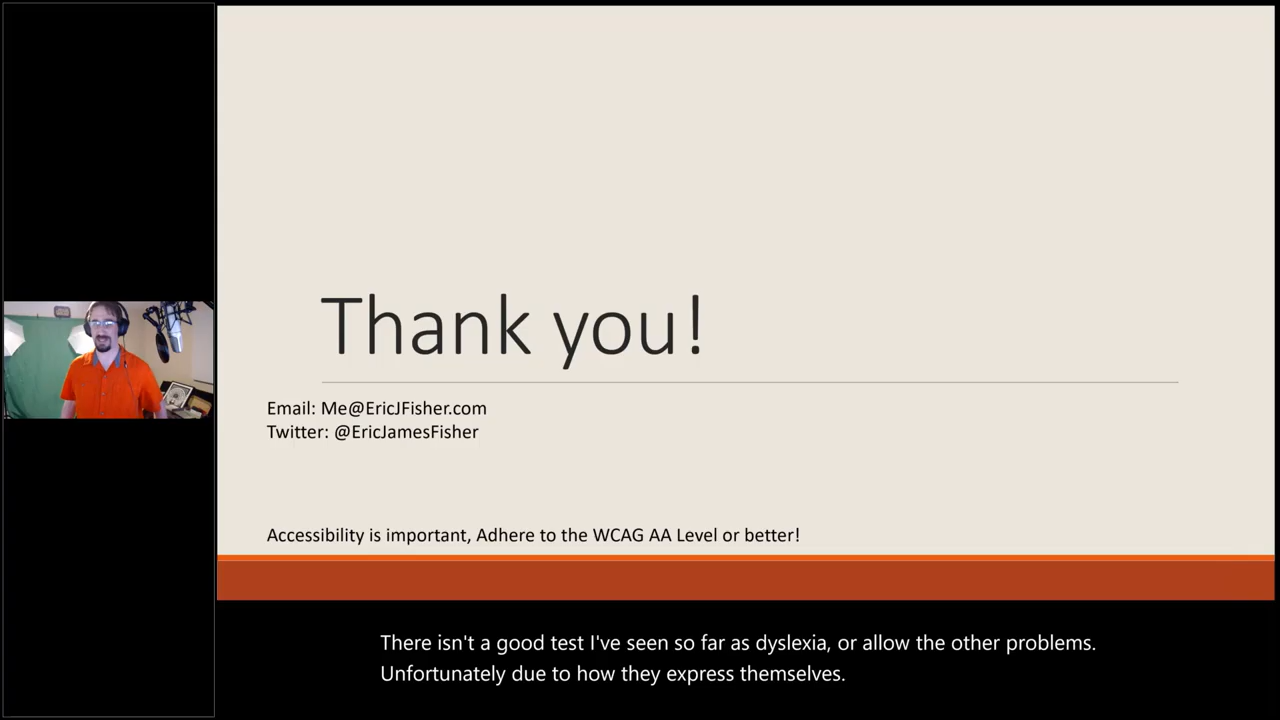 Thank you!
Email: Me@EricJFisher.com
Twitter: @EricJamesFisher
Accessibility is important, Adhere to the WCAG AA Level or better!
There isn't a good test I've seen so far as dyslexia, or allow the other problems.
Unfortunately due to how they express themselves.